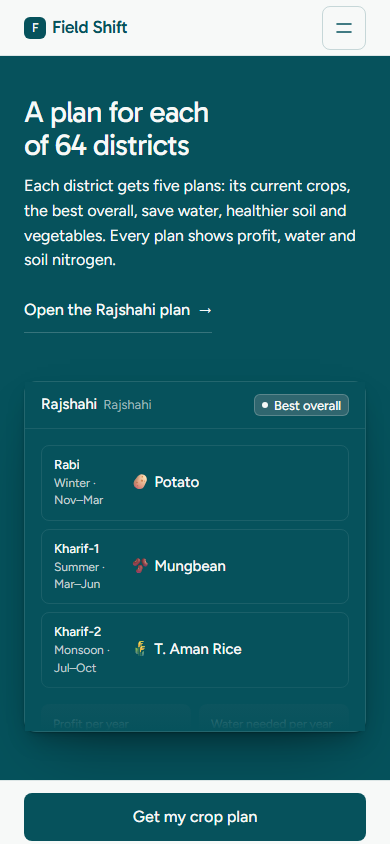 F Field Shift
A plan for each
of 64 districts
Each district gets five plans: its current crops,
the best overall, save water, healthier soil and
vegetables. Every plan shows profit, water and
soil nitrogen.
Open the Rajshahi plan →
Rajshahi Rajshahi
Best overall
Rabi
Winter ·
Nov–Mar
Potato
Kharif-1
Summer ·
Mar–Jun
Mungbean
Kharif-2
Monsoon ·
Jul–Oct
T. Aman Rice
Profit per year
Water needed per year
Get my crop plan